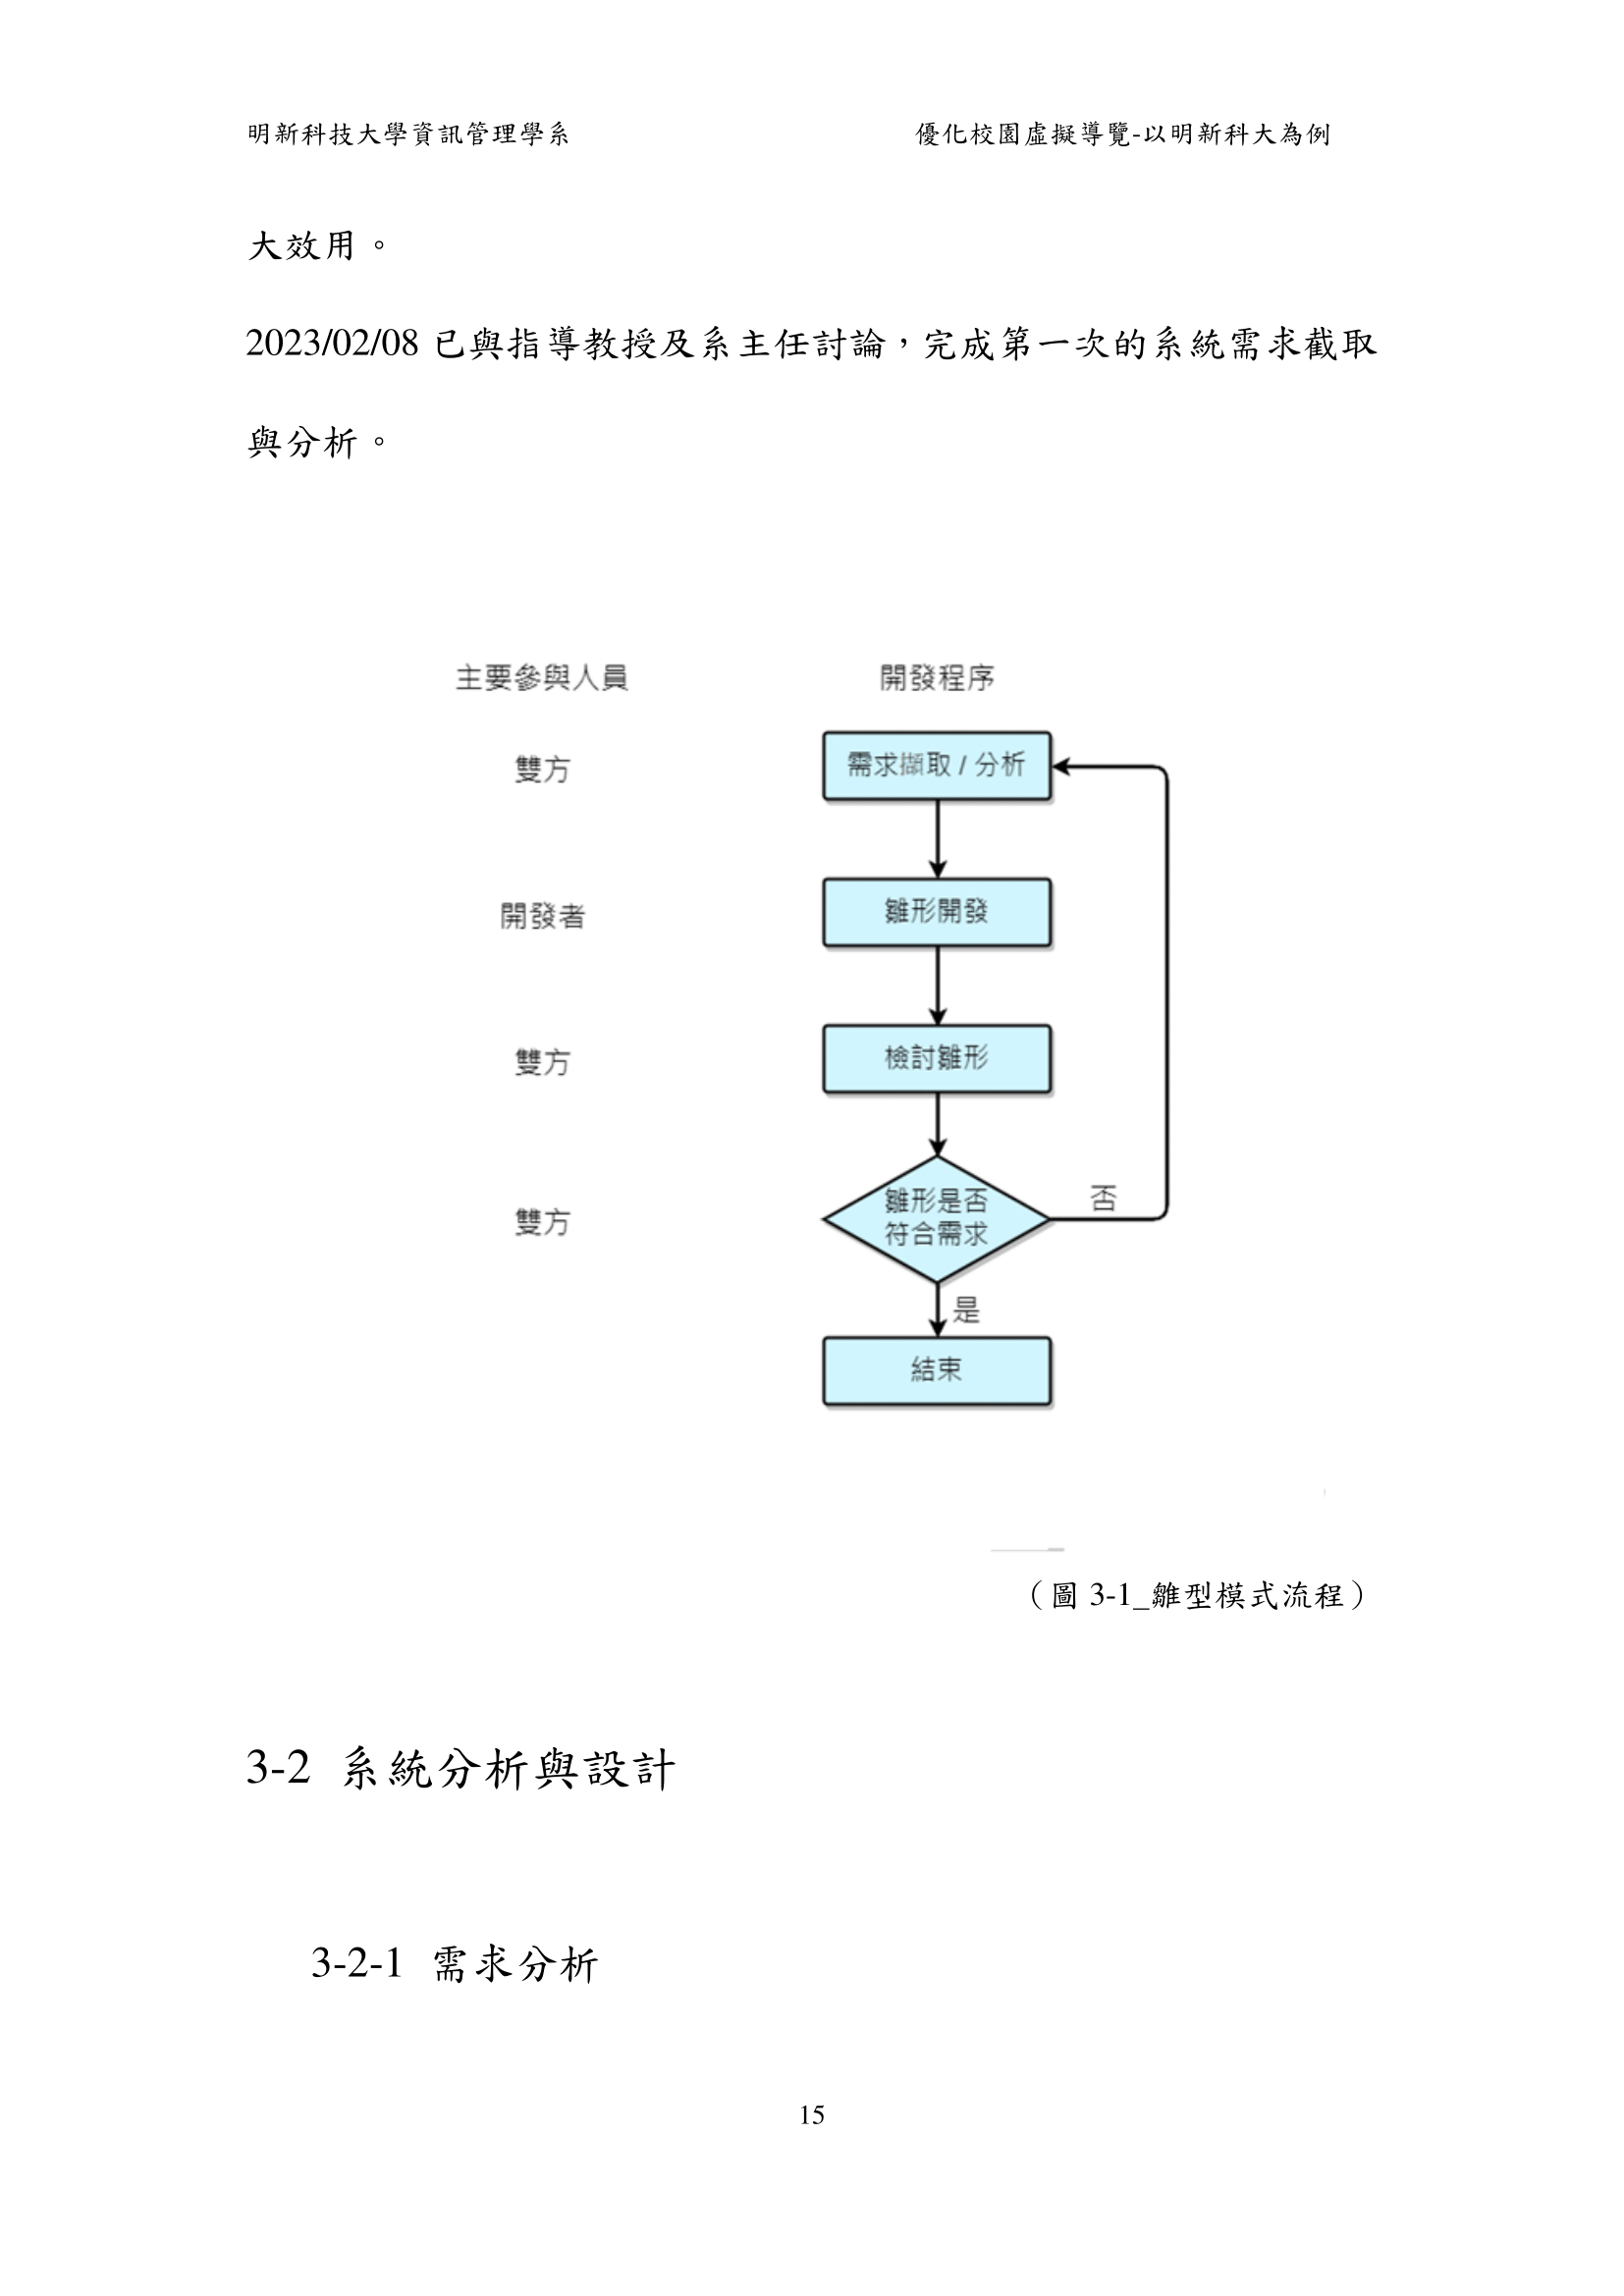 明新科技大學資訊管理學系 優化校園虛擬導覽-以明新科大為例
大效用。
2023/02/08 已與指導教授及系主任討論，完成第一次的系統需求截取
與分析。
主要參與人員 開發程序
雙方 需求擷取 / 分析
開發者 雛形開發
雙方 檢討雛形
雙方 雛形是否
符合需求
否
是
結束
（圖 3-1_雛型模式流程）
3-2 系統分析與設計
3-2-1 需求分析
15